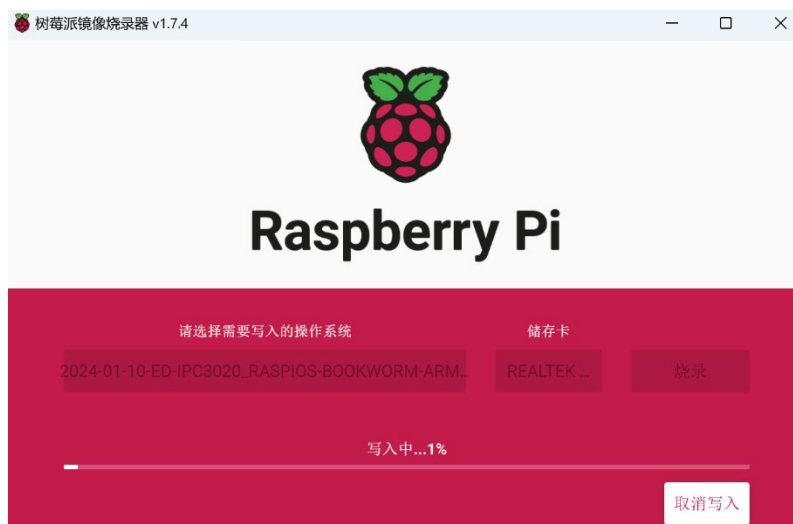 树莓派镜像烧录器 v1.7.4
Raspberry Pi
请选择需要写入的操作系统
储存卡
2024-01-10-ED-IPC3020_RASPIOS-BOOKWORM-ARM...
REALTEK ...
烧录
写入中...1%
取消写入